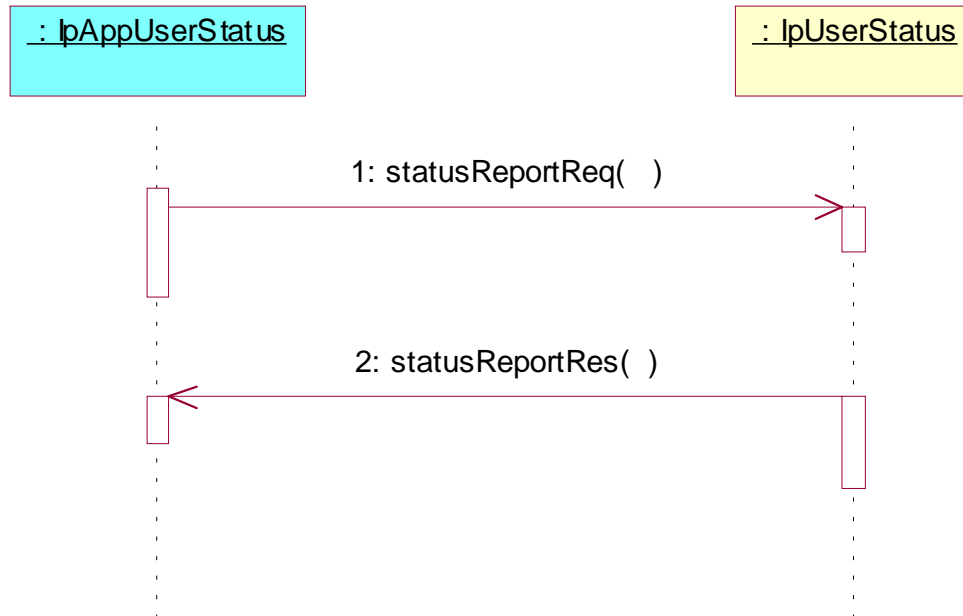 : IpAppUserStatus
: IpUserStatus
1: statusReportReq( )
2: statusReportRes( )